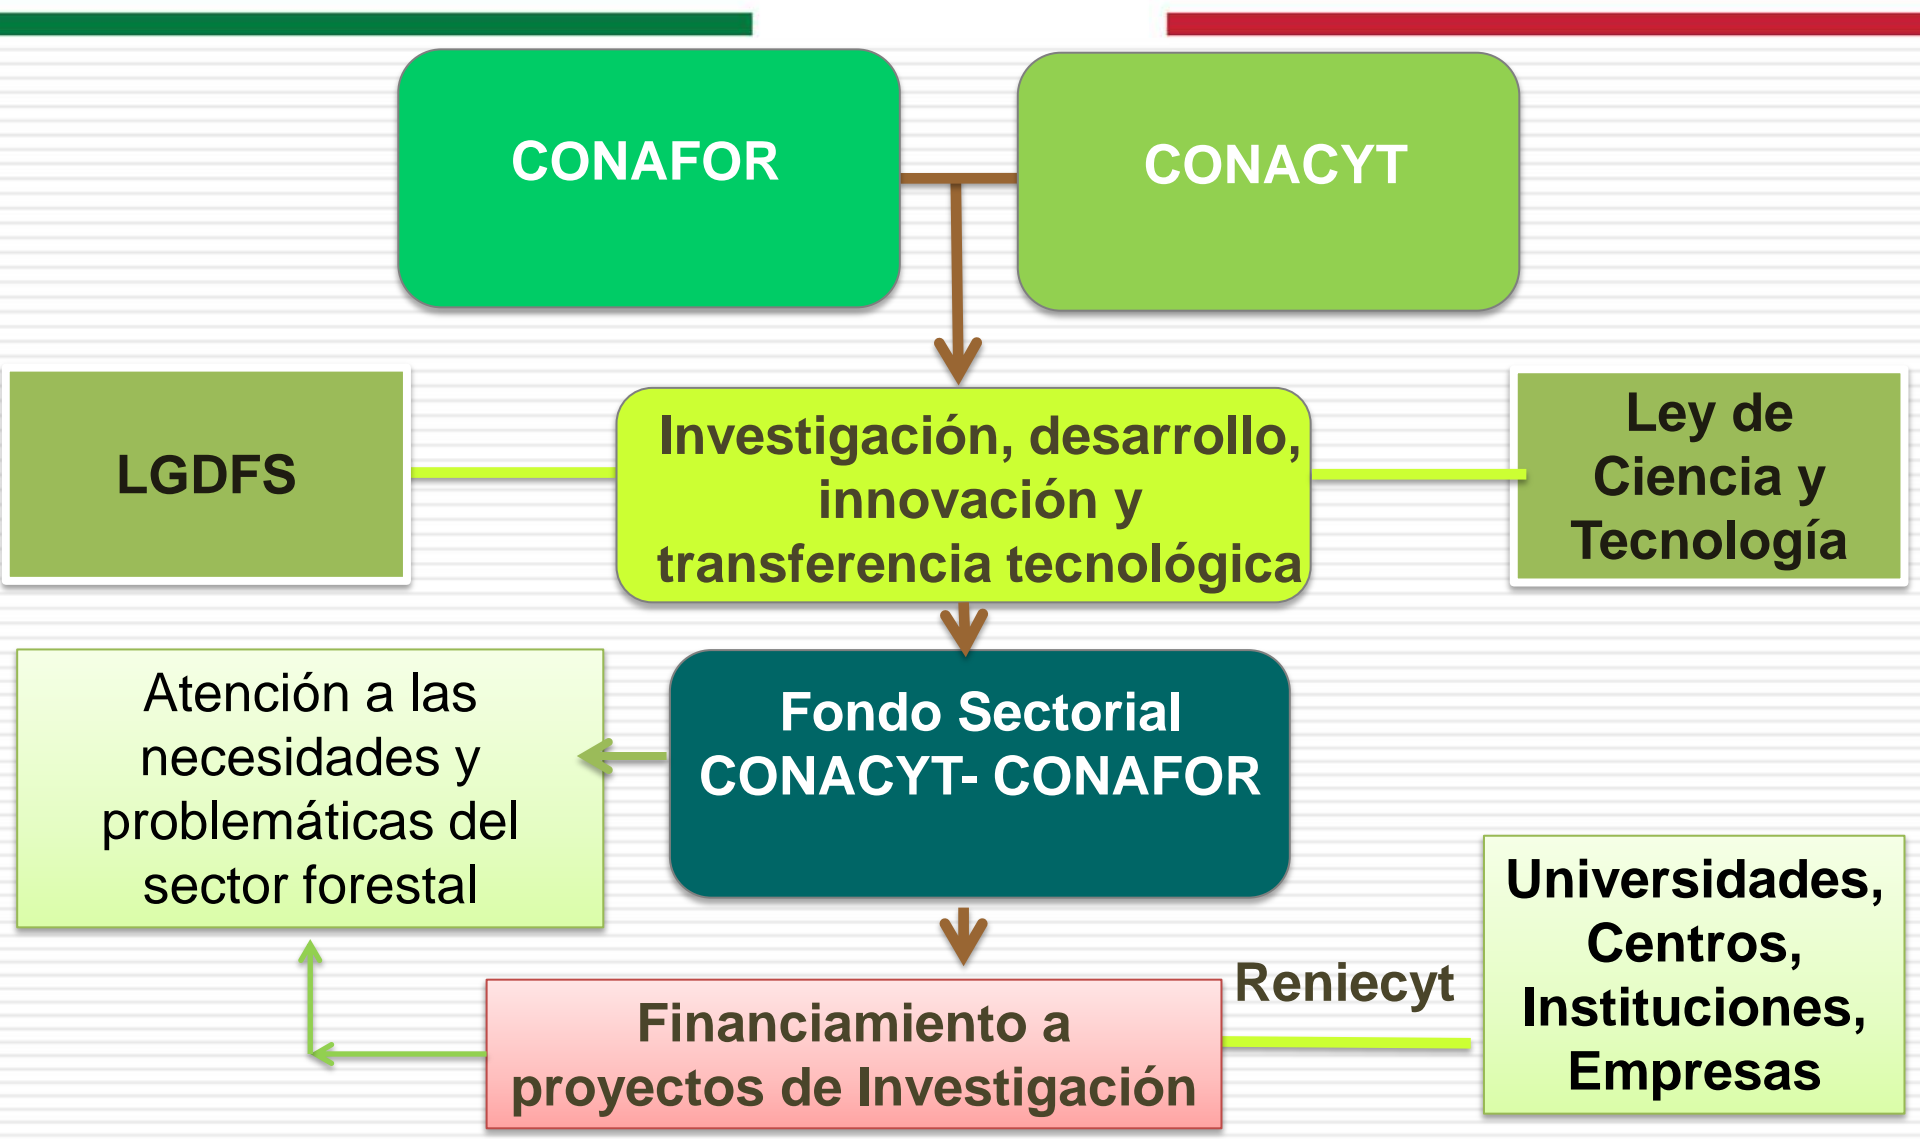 CONAFOR
CONACYT
LGDFS
Investigación, desarrollo,
innovación y
transferencia tecnológica
Ley de
Ciencia y
Tecnología
Atención a las
necesidades y
problemáticas del
sector forestal
Fondo Sectorial
CONACYT- CONAFOR
Financiamiento a
proyectos de Investigación
Reniecyt
Universidades,
Centros,
Instituciones,
Empresas